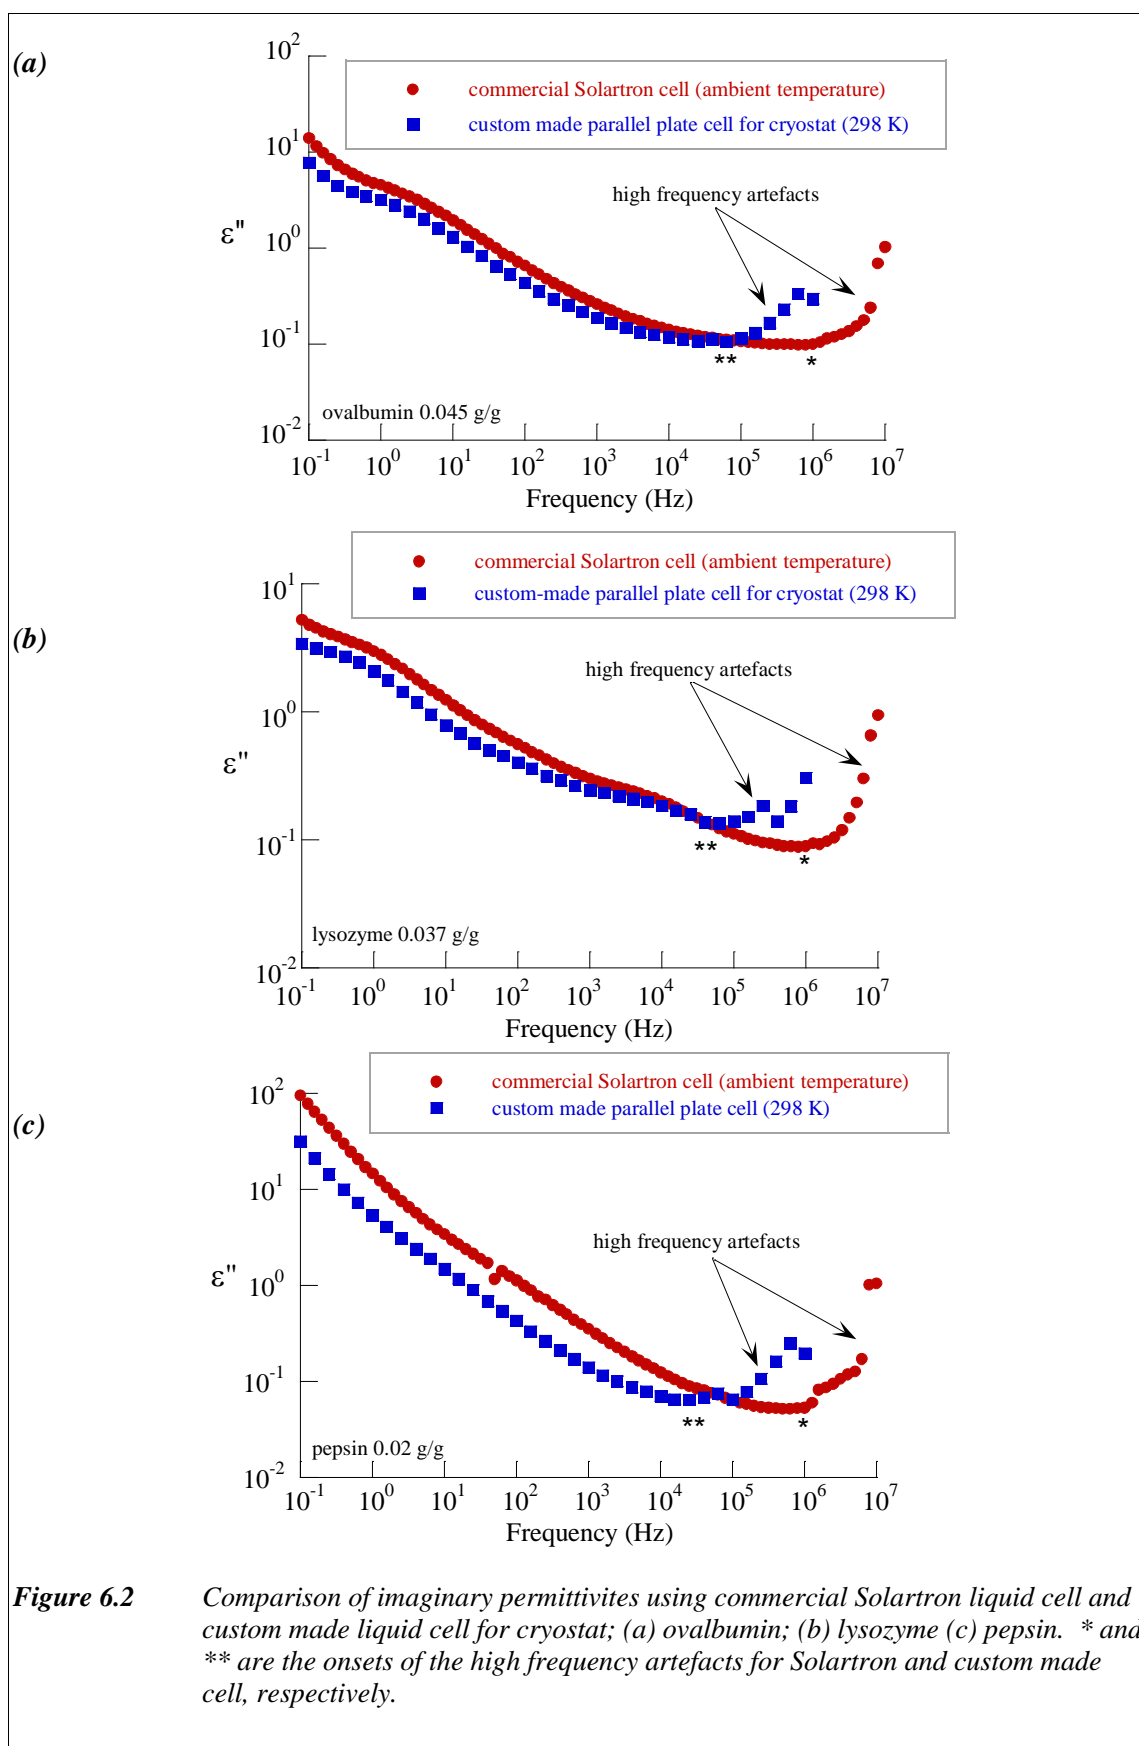 (a)
10^2
commercial Solartron cell (ambient temperature)
custom made parallel plate cell for cryostat (298 K)
10^1
high frequency artefacts
ε"
10^0
10^-1
** *
ovalbumin 0.045 g/g
10^-2
10^-1 10^0 10^1 10^2 10^3 10^4 10^5 10^6 10^7
Frequency (Hz)
commercial Solartron cell (ambient temperature)
custom-made parallel plate cell for cryostat (298 K)
10^1
(b)
high frequency artefacts
10^0
ε"
10^-1
** *
lysozyme 0.037 g/g
10^-2
10^-1 10^0 10^1 10^2 10^3 10^4 10^5 10^6 10^7
Frequency (Hz)
commercial Solartron cell (ambient temperature)
custom made parallel plate cell (298 K)
10^2
(c)
10^1
high frequency artefacts
ε"
10^0
10^-1
** *
pepsin 0.02 g/g
10^-2
10^-1 10^0 10^1 10^2 10^3 10^4 10^5 10^6 10^7
Frequency (Hz)
Figure 6.2 Comparison of imaginary permittivites using commercial Solartron liquid cell and
custom made liquid cell for cryostat; (a) ovalbumin; (b) lysozyme (c) pepsin. * and
** are the onsets of the high frequency artefacts for Solartron and custom made
cell, respectively.